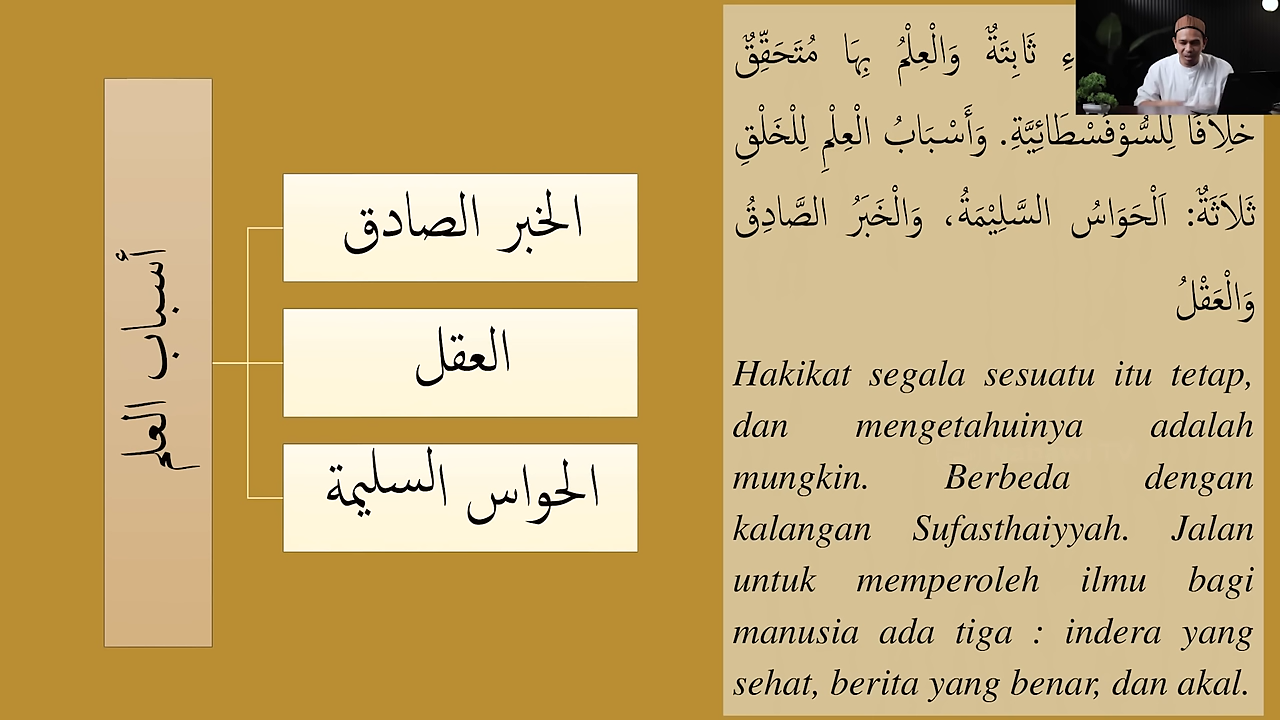 أسباب العلم
الخبر الصادق
العقل
الحواس السليمة
ثَابِتَةٌ وَالْعِلْمُ بِهَا مُتَحَقِّقٌ
خِلَافًا لِلسُّوْفُسْطَائِيَّةِ. وَأَسْبَابُ الْعِلْمِ لِلْخَلْقِ
ثَلَاثَةٌ: اَلْحَوَاسُ السَّلِيْمَةُ، وَالْخَبَرُ الصَّادِقُ
وَالْعَقْلُ
Hakikat segala sesuatu itu tetap,
dan mengetahuinya adalah
mungkin. Berbeda dengan
kalangan Sufasthaiyyah. Jalan
untuk memperoleh ilmu bagi
manusia ada tiga : indera yang
sehat, berita yang benar, dan akal.